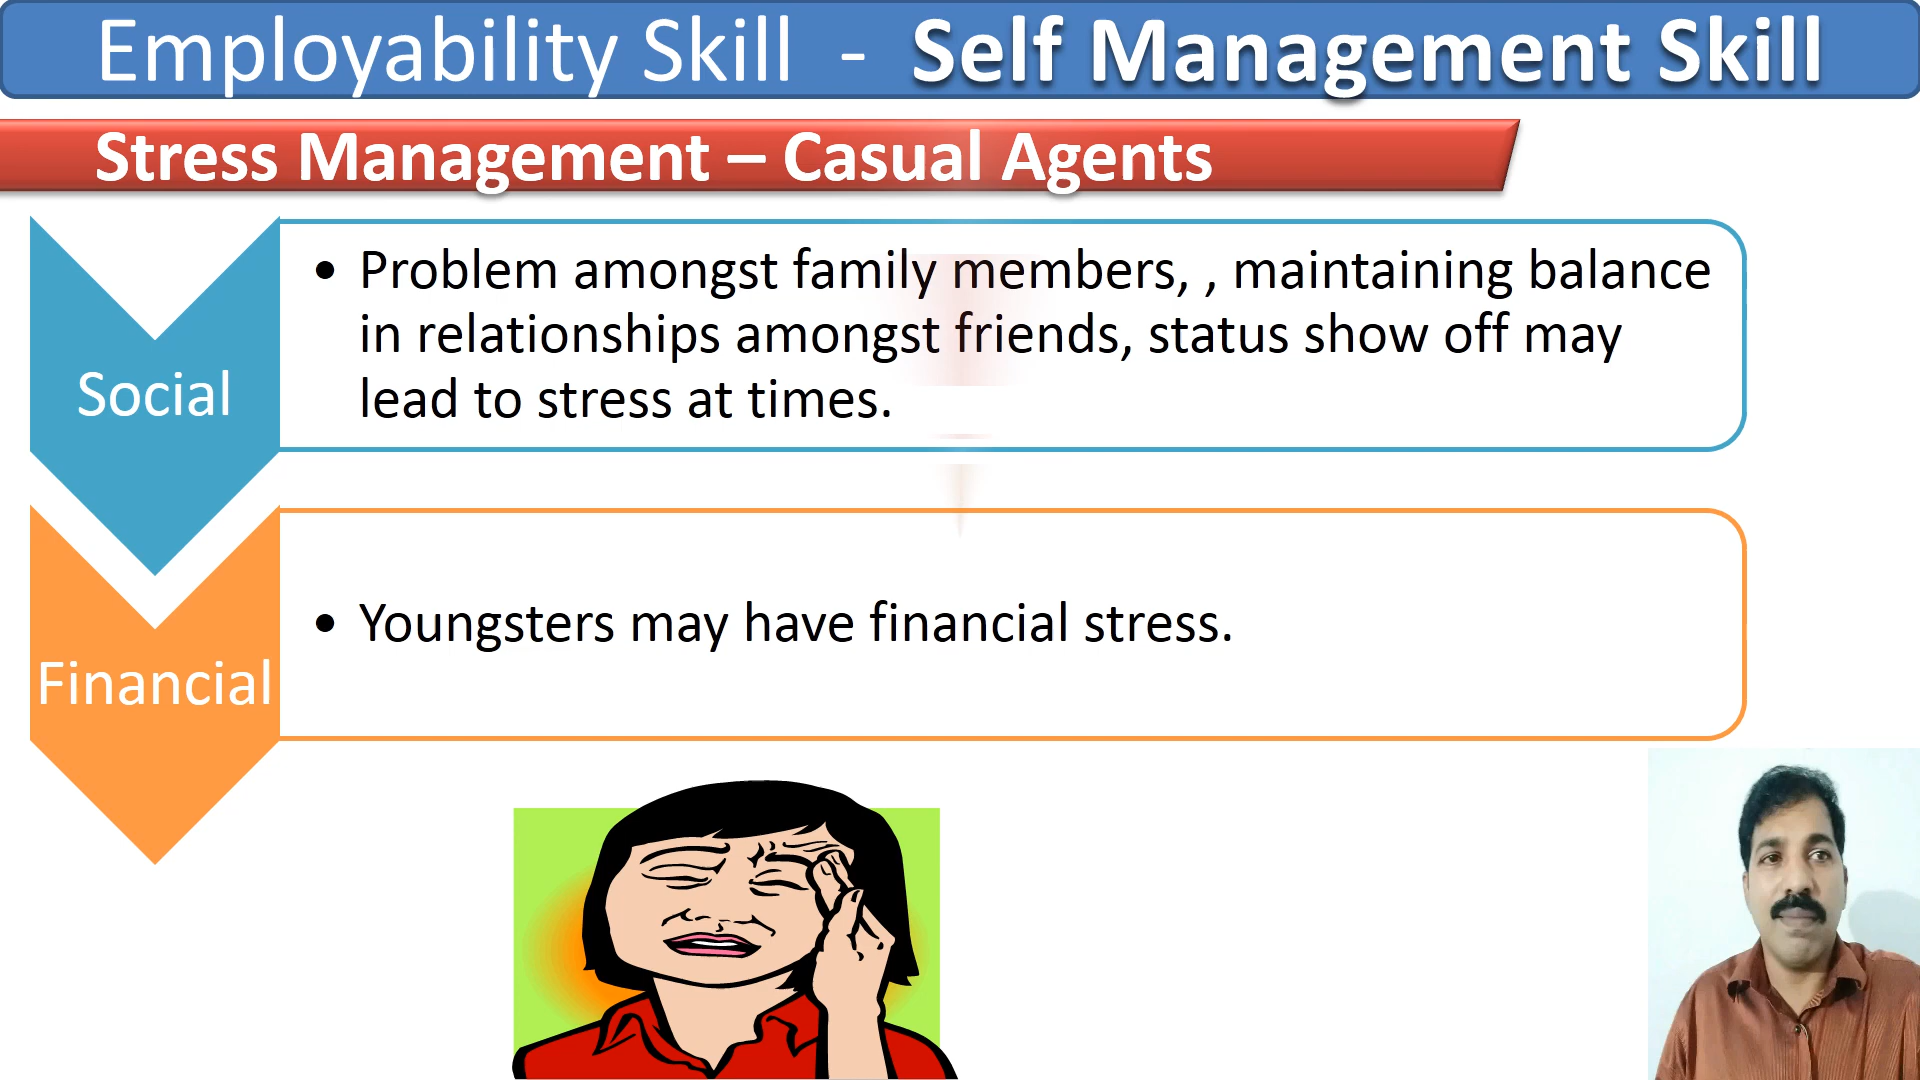 Employability Skill - Self Management Skill
Stress Management – Casual Agents
Social
• Problem amongst family members, , maintaining balance
in relationships amongst friends, status show off may
lead to stress at times.
Financial
• Youngsters may have financial stress.